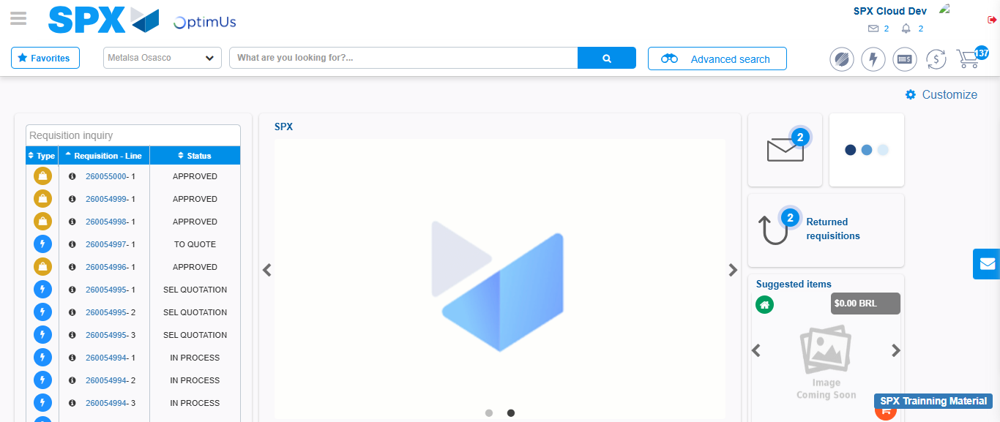 SPX OptimUs
SPX Cloud Dev
2 2
Favorites
Metalsa Osasco
What are you looking for?...
Advanced search
137
Customize
Requisition inquiry
Type Requisition - Line Status
260055000- 1 APPROVED
260054999- 1 APPROVED
260054998- 1 APPROVED
260054997- 1 TO QUOTE
260054996- 1 APPROVED
260054995- 1 SEL QUOTATION
260054995- 2 SEL QUOTATION
260054995- 3 SEL QUOTATION
260054994- 1 IN PROCESS
260054994- 2 IN PROCESS
260054994- 3 IN PROCESS
SPX
2
2
Returned
requisitions
Suggested items
$0.00 BRL
Image
Coming Soon
SPX Trainning Material